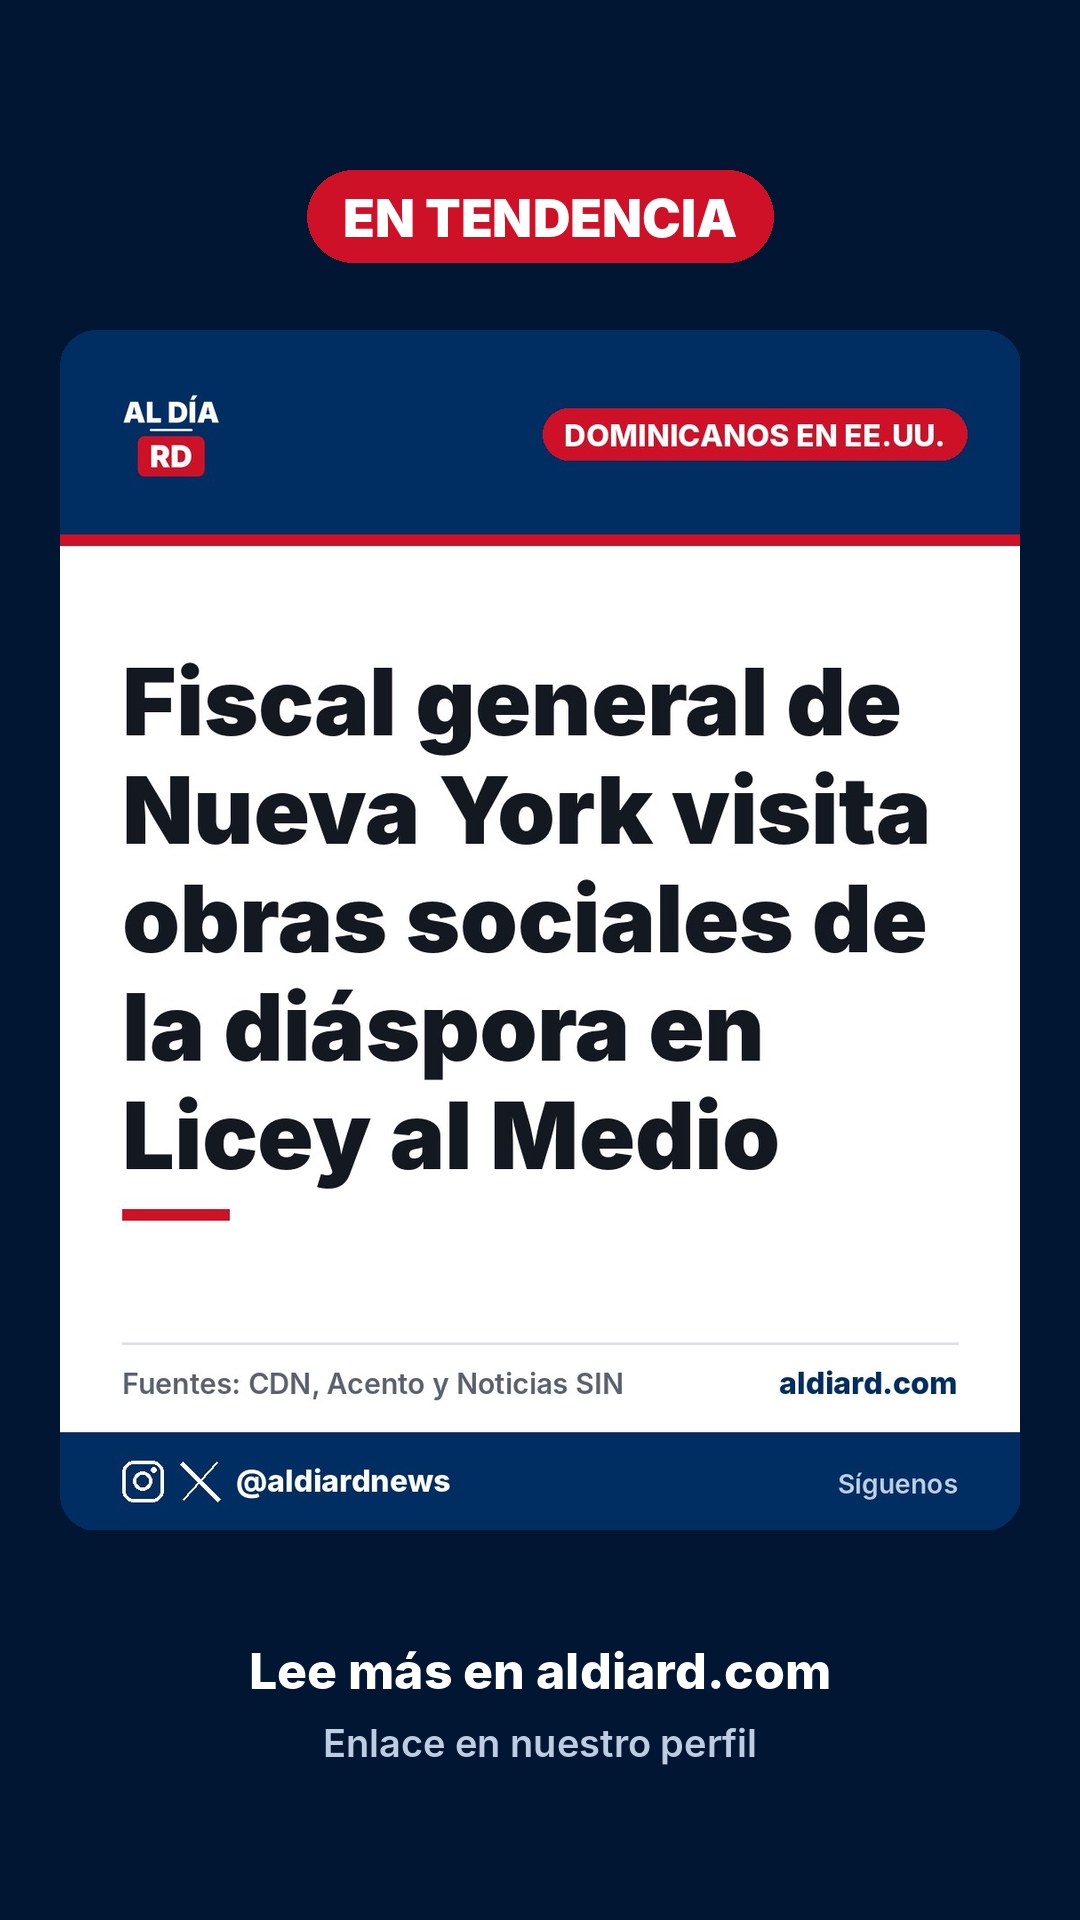 EN TENDENCIA
AL DÍA
RD
DOMINICANOS EN EE.UU.
Fiscal general de
Nueva York visita
obras sociales de
la diáspora en
Licey al Medio
Fuentes: CDN, Acento y Noticias SIN
aldiard.com
@aldiardnews
Síguenos
Lee más en aldiard.com
Enlace en nuestro perfil